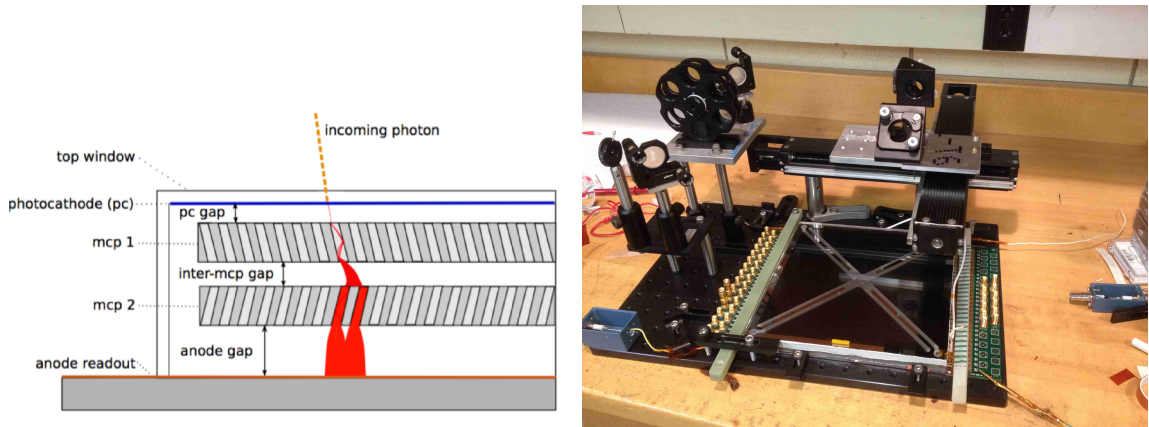 incoming photon
top window
photocathode (pc)
pc gap
mcp 1
inter-mcp gap
mcp 2
anode gap
anode readout